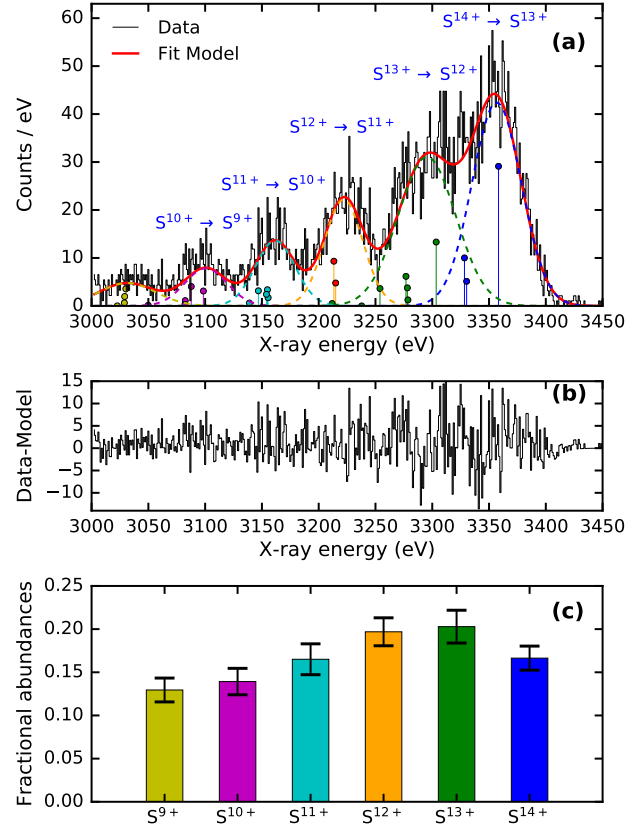 S¹⁴⁺ → S¹³⁺
Data
Fit Model
(a)
S¹³⁺ → S¹²⁺
S¹²⁺ → S¹¹⁺
S¹¹⁺ → S¹⁰⁺
S¹⁰⁺ → S⁹⁺
60
50
40
30
20
10
0
Counts / eV
3000 3050 3100 3150 3200 3250 3300 3350 3400 3450
X-ray energy (eV)
(b)
15
10
5
0
−5
−10
Data-Model
3000 3050 3100 3150 3200 3250 3300 3350 3400 3450
X-ray energy (eV)
(c)
0.25
0.20
0.15
0.10
0.05
0.00
Fractional abundances
S⁹⁺ S¹⁰⁺ S¹¹⁺ S¹²⁺ S¹³⁺ S¹⁴⁺